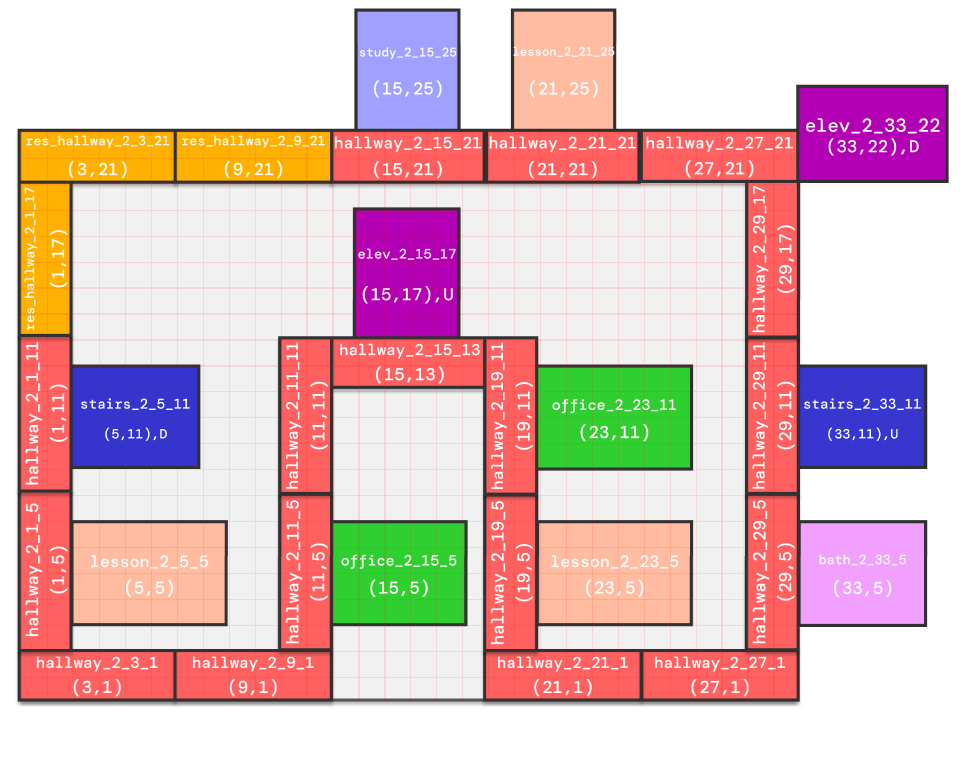 study_2_15_25
(15,25)
lesson_2_21_25
(21,25)
elev_2_33_22
(33,22),D
res_hallway_2_3_21
(3,21)
res_hallway_2_9_21
(9,21)
hallway_2_15_21
(15,21)
hallway_2_21_21
(21,21)
hallway_2_27_21
(27,21)
res_hallway_2_1_17
(1,17)
elev_2_15_17
(15,17),U
hallway_2_29_17
(29,17)
hallway_2_1_11
(1,11)
stairs_2_5_11
(5,11),D
hallway_2_11_11
(11,11)
hallway_2_15_13
(15,13)
hallway_2_19_11
(19,11)
office_2_23_11
(23,11)
hallway_2_29_11
(29,11)
stairs_2_33_11
(33,11),U
hallway_2_1_5
(1,5)
lesson_2_5_5
(5,5)
hallway_2_11_5
(11,5)
office_2_15_5
(15,5)
hallway_2_19_5
(19,5)
lesson_2_23_5
(23,5)
hallway_2_29_5
(29,5)
bath_2_33_5
(33,5)
hallway_2_3_1
(3,1)
hallway_2_9_1
(9,1)
hallway_2_21_1
(21,1)
hallway_2_27_1
(27,1)